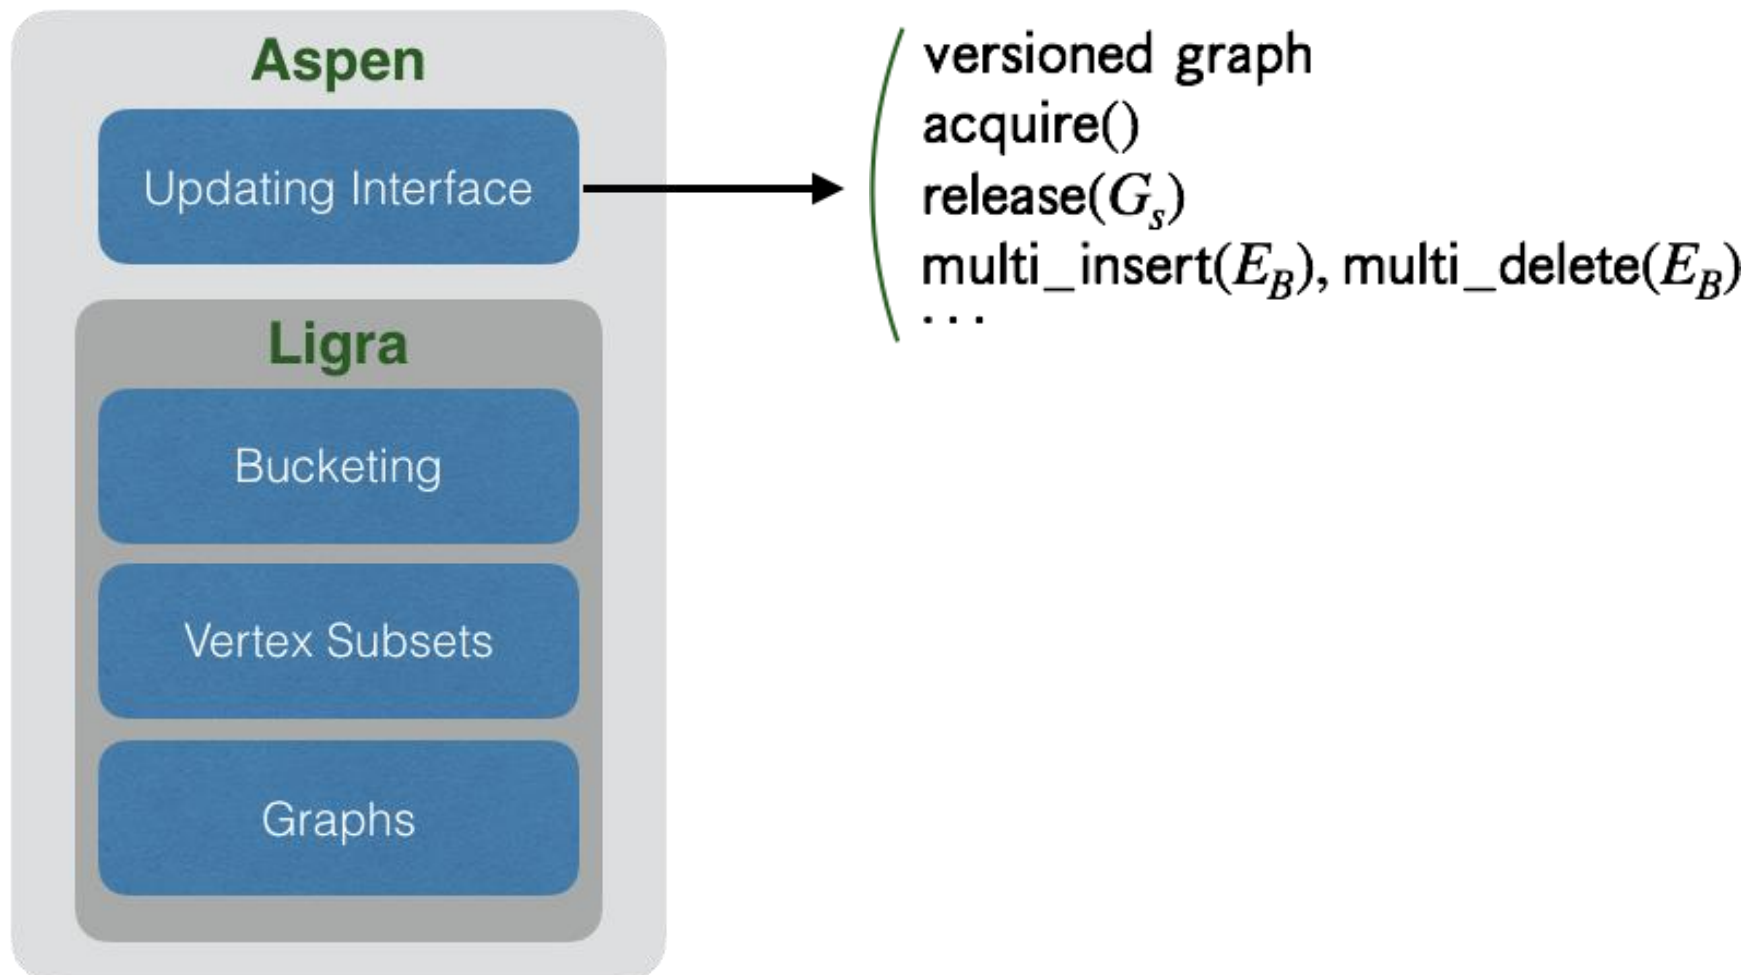 Aspen
Updating Interface
versioned graph
acquire()
release(G_s)
multi_insert(E_B), multi_delete(E_B)
. . .
Ligra
Bucketing
Vertex Subsets
Graphs